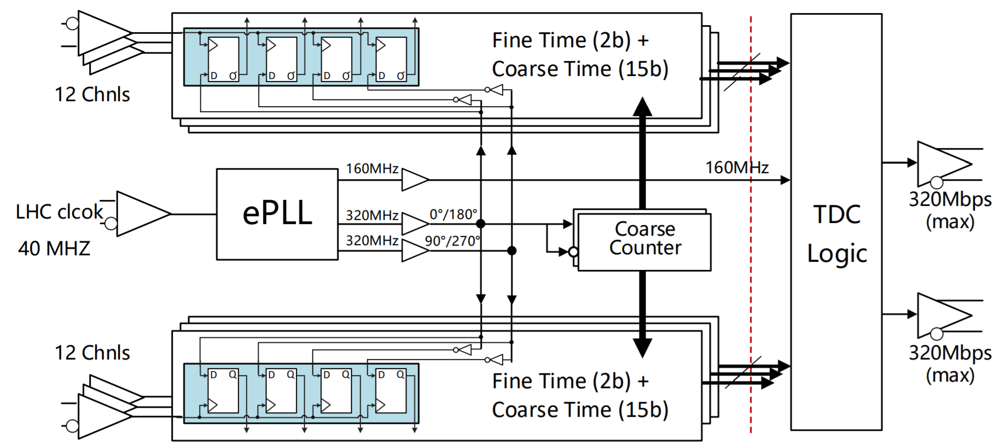 Fine Time (2b) +
Coarse Time (15b)
D Q D Q D Q D Q
12 Chnls
160MHz
160MHz
LHC clcok
40 MHZ
ePLL
320MHz
0°/180°
320MHz
90°/270°
Coarse
Counter
TDC
Logic
320Mbps
(max)
320Mbps
(max)
12 Chnls
D Q D Q D Q D Q
Fine Time (2b) +
Coarse Time (15b)